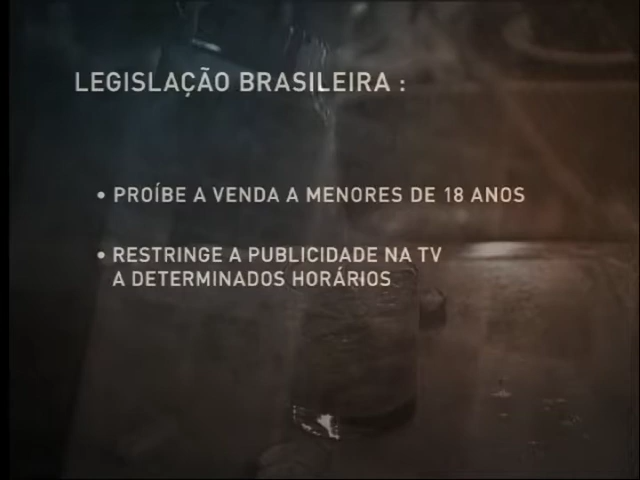 LEGISLAÇÃO BRASILEIRA :
• PROÍBE A VENDA A MENORES DE 18 ANOS
• RESTRINGE A PUBLICIDADE NA TV
A DETERMINADOS HORÁRIOS